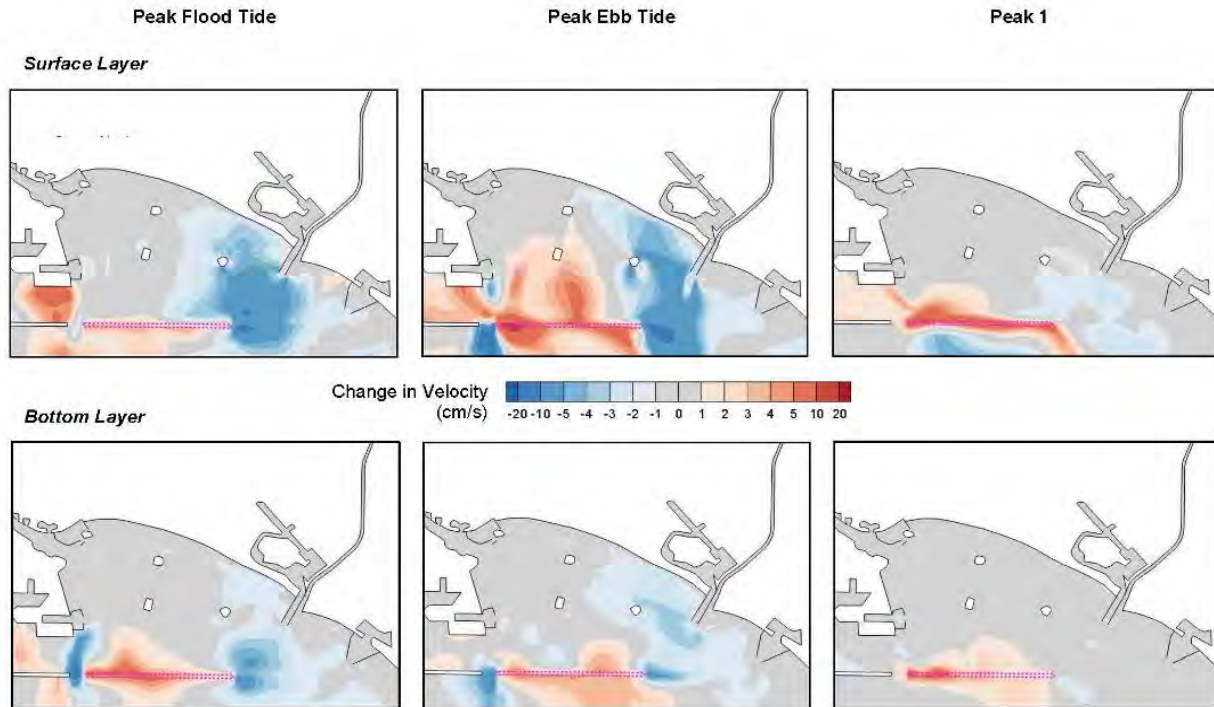 Peak Flood Tide
Peak Ebb Tide
Peak 1
Surface Layer
Change in Velocity
(cm/s)
-20 -10 -5 -4 -3 -2 -1 0 1 2 3 4 5 10 20
Bottom Layer